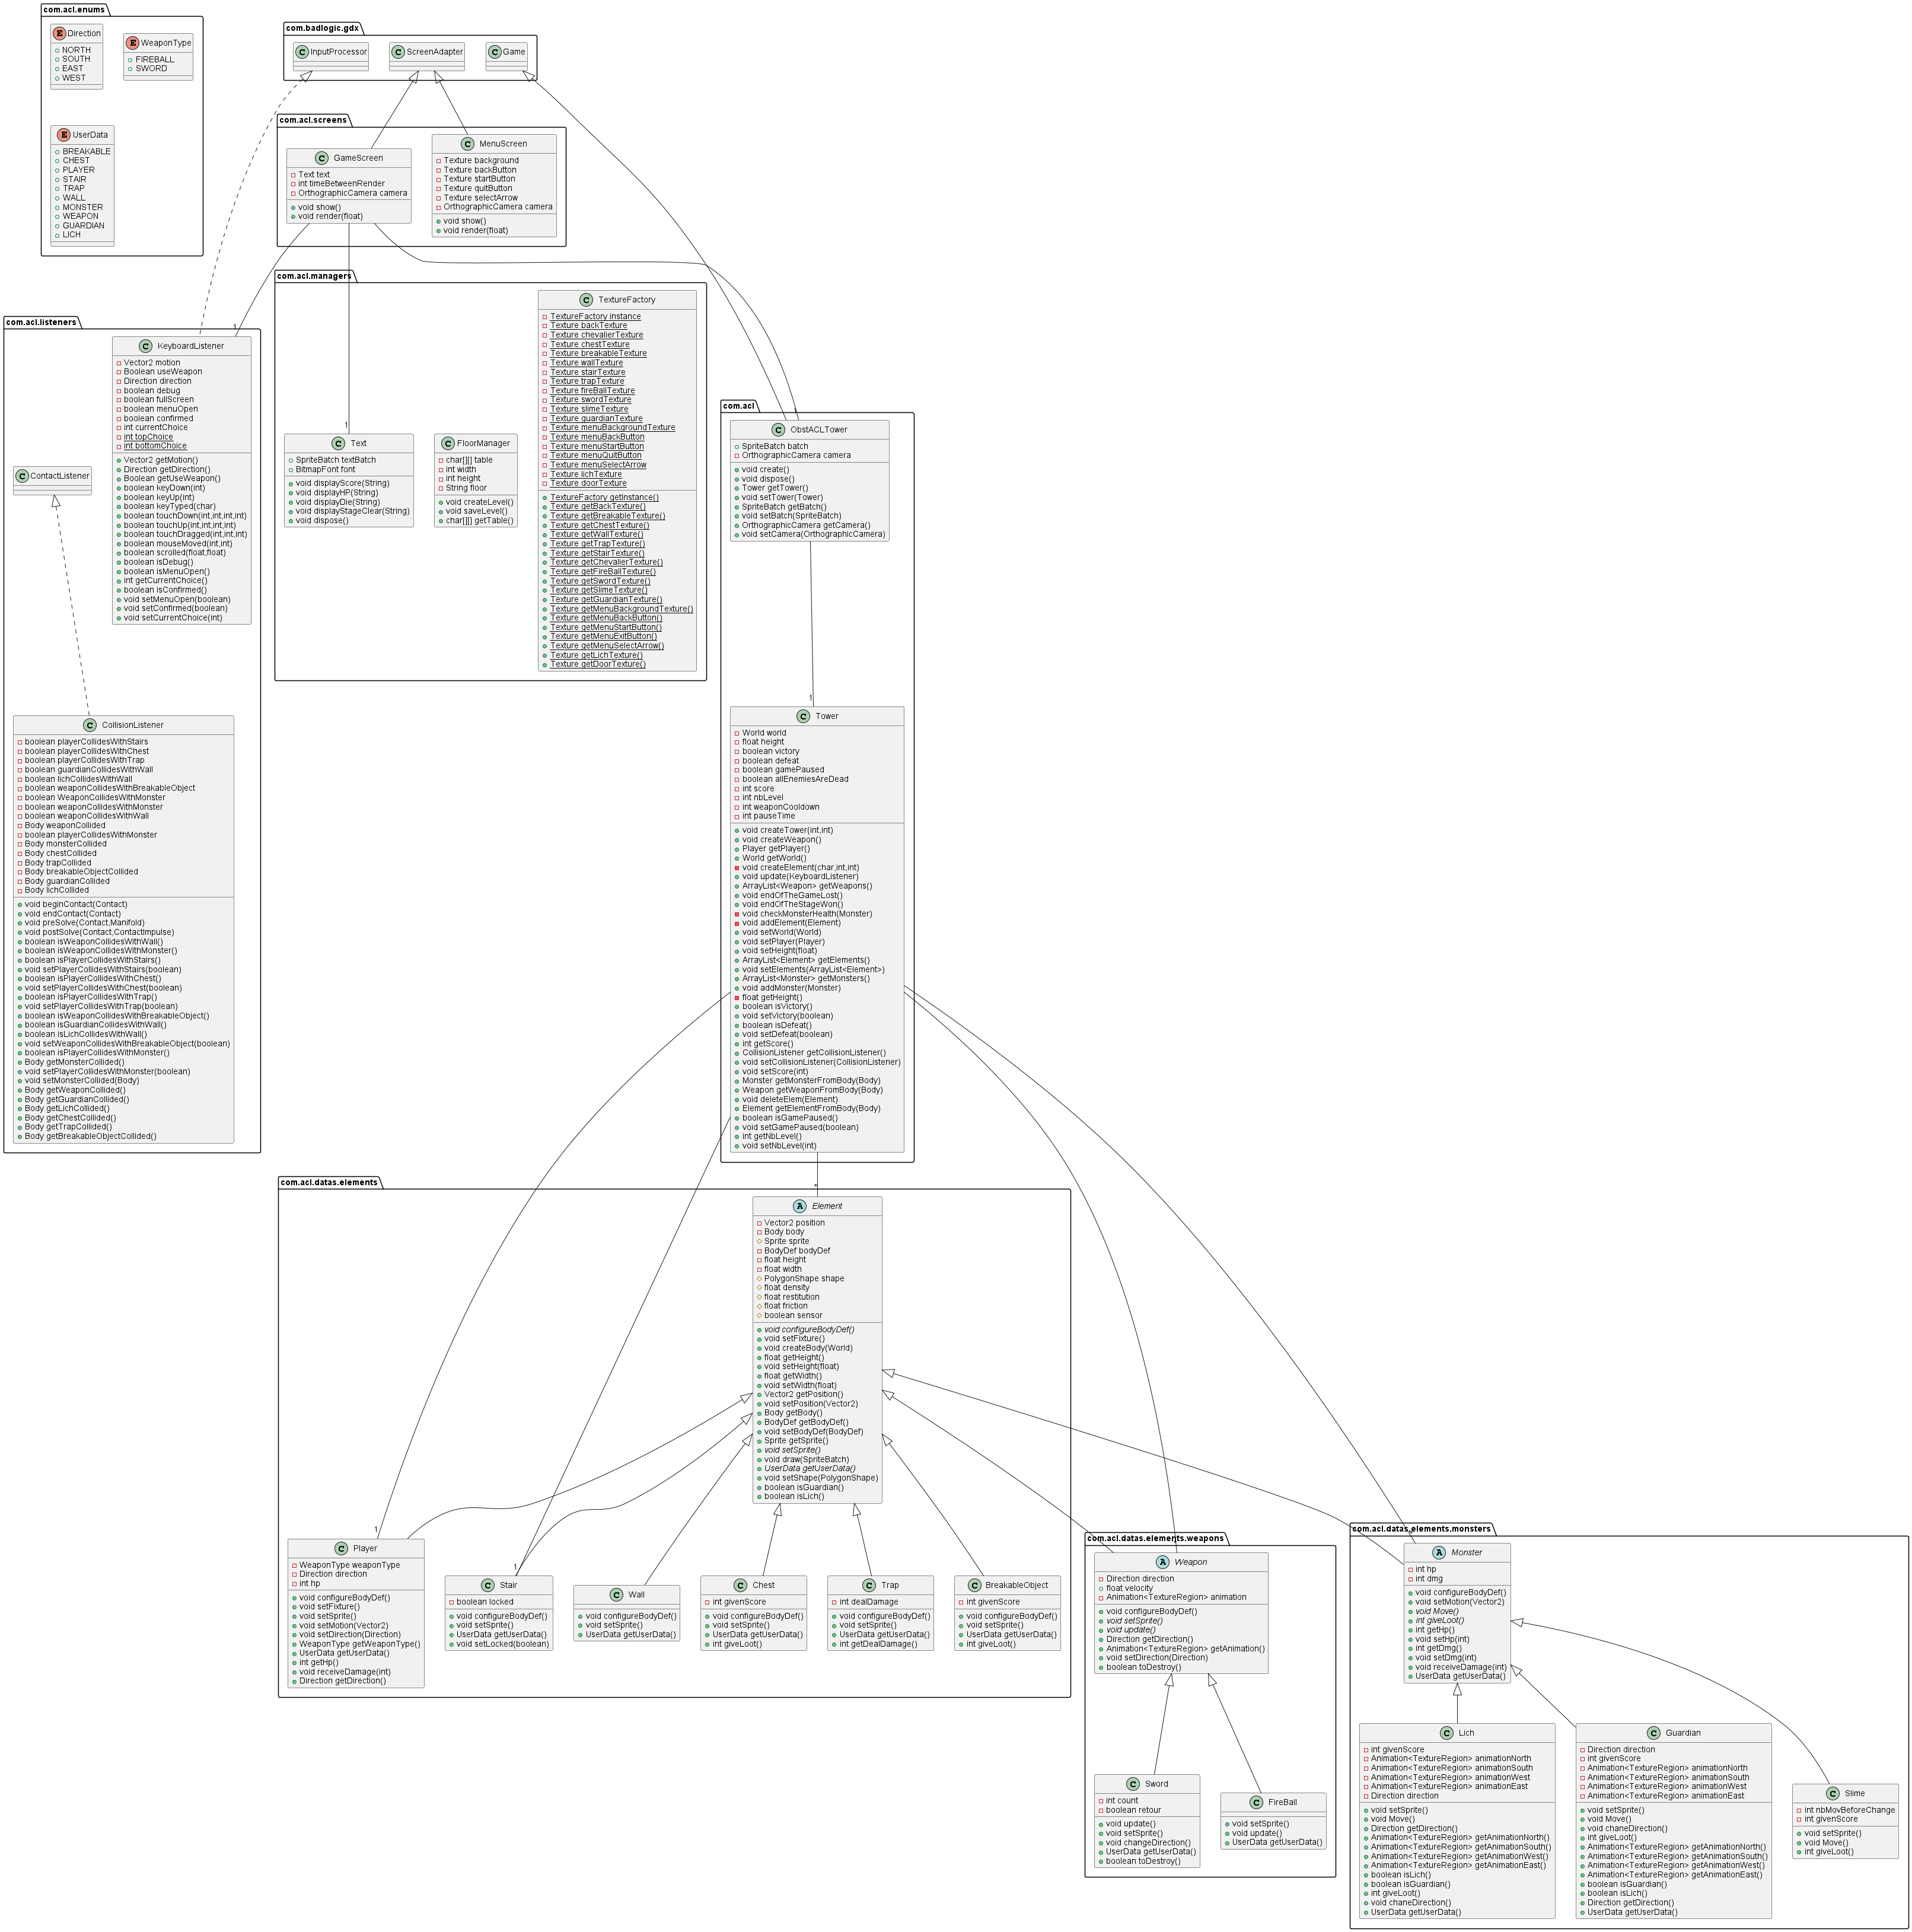 com.acl.enums
E Direction
NORTH
SOUTH
EAST
WEST
E WeaponType
FIREBALL
SWORD
E UserData
BREAKABLE
CHEST
PLAYER
STAIR
TRAP
WALL
MONSTER
WEAPON
GUARDIAN
LICH
com.badlogic.gdx
C InputProcessor
C ScreenAdapter
C Game
com.acl.screens
C GameScreen
Text text
int timeBetweenRender
OrthographicCamera camera
void show()
void render(float)
C MenuScreen
Texture background
Texture backButton
Texture startButton
Texture quitButton
Texture selectArrow
OrthographicCamera camera
void show()
void render(float)
com.acl.listeners
C ContactListener
1
C KeyboardListener
Vector2 motion
Boolean useWeapon
Direction direction
boolean debug
boolean fullScreen
boolean menuOpen
boolean confirmed
int currentChoice
int topChoice
int bottomChoice
Vector2 getMotion()
Direction getDirection()
Boolean getUseWeapon()
boolean keyDown(int)
boolean keyUp(int)
boolean keyTyped(char)
boolean touchDown(int,int,int,int)
boolean touchUp(int,int,int,int)
boolean touchDragged(int,int,int)
boolean mouseMoved(int,int)
boolean scrolled(float,float)
boolean isDebug()
boolean isMenuOpen()
int getCurrentChoice()
boolean isConfirmed()
void setMenuOpen(boolean)
void setConfirmed(boolean)
void setCurrentChoice(int)
C CollisionListener
boolean playerCollidesWithStairs
boolean playerCollidesWithChest
boolean playerCollidesWithTrap
boolean guardianCollidesWithWall
boolean lichCollidesWithWall
boolean weaponCollidesWithBreakableObject
boolean WeaponCollidesWithMonster
boolean weaponCollidesWithMonster
boolean weaponCollidesWithWall
Body weaponCollided
boolean playerCollidesWithMonster
Body monsterCollided
Body chestCollided
Body trapCollided
Body breakableObjectCollided
Body guardianCollided
Body lichCollided
void beginContact(Contact)
void endContact(Contact)
void preSolve(Contact,Manifold)
void postSolve(Contact,ContactImpulse)
boolean isWeaponCollidesWithWall()
boolean isWeaponCollidesWithMonster()
boolean isPlayerCollidesWithStairs()
void setPlayerCollidesWithStairs(boolean)
boolean isPlayerCollidesWithChest()
void setPlayerCollidesWithChest(boolean)
boolean isPlayerCollidesWithTrap()
void setPlayerCollidesWithTrap(boolean)
boolean isWeaponCollidesWithBreakableObject()
boolean isGuardianCollidesWithWall()
boolean isLichCollidesWithWall()
void setWeaponCollidesWithBreakableObject(boolean)
boolean isPlayerCollidesWithMonster()
Body getMonsterCollided()
void setPlayerCollidesWithMonster(boolean)
void setMonsterCollided(Body)
Body getWeaponCollided()
Body getGuardianCollided()
Body getLichCollided()
Body getChestCollided()
Body getTrapCollided()
Body getBreakableObjectCollided()
com.acl.managers
1
C Text
SpriteBatch textBatch
BitmapFont font
void displayScore(String)
void displayHP(String)
void displayDie(String)
void displayStageClear(String)
void dispose()
C FloorManager
char[][] table
int width
int height
String floor
void createLevel()
void saveLevel()
char[][] getTable()
C TextureFactory
TextureFactory instance
Texture backTexture
Texture chevalierTexture
Texture chestTexture
Texture breakableTexture
Texture wallTexture
Texture stairTexture
Texture trapTexture
Texture fireBallTexture
Texture swordTexture
Texture slimeTexture
Texture guardianTexture
Texture menuBackgroundTexture
Texture menuBackButton
Texture menuStartButton
Texture menuQuitButton
Texture menuSelectArrow
Texture lichTexture
Texture doorTexture
TextureFactory getInstance()
Texture getBackTexture()
Texture getBreakableTexture()
Texture getChestTexture()
Texture getWallTexture()
Texture getTrapTexture()
Texture getStairTexture()
Texture getChevalierTexture()
Texture getFireBallTexture()
Texture getSwordTexture()
Texture getSlimeTexture()
Texture getGuardianTexture()
Texture getMenuBackgroundTexture()
Texture getMenuBackButton()
Texture getMenuStartButton()
Texture getMenuExitButton()
Texture getMenuSelectArrow()
Texture getLichTexture()
Texture getDoorTexture()
com.acl
1
C ObstACLTower
SpriteBatch batch
OrthographicCamera camera
void create()
void dispose()
Tower getTower()
void setTower(Tower)
SpriteBatch getBatch()
void setBatch(SpriteBatch)
OrthographicCamera getCamera()
void setCamera(OrthographicCamera)
1
C Tower
World world
float height
boolean victory
boolean defeat
boolean gamePaused
boolean allEnemiesAreDead
int score
int nbLevel
int weaponCooldown
int pauseTime
void createTower(int,int)
void createWeapon()
Player getPlayer()
World getWorld()
void createElement(char,int,int)
void update(KeyboardListener)
ArrayList<Weapon> getWeapons()
void endOfTheGameLost()
void endOfTheStageWon()
void checkMonsterHealth(Monster)
void addElement(Element)
void setWorld(World)
void setPlayer(Player)
void setHeight(float)
ArrayList<Element> getElements()
void setElements(ArrayList<Element>)
ArrayList<Monster> getMonsters()
void addMonster(Monster)
float getHeight()
boolean isVictory()
void setVictory(boolean)
boolean isDefeat()
void setDefeat(boolean)
int getScore()
CollisionListener getCollisionListener()
void setCollisionListener(CollisionListener)
void setScore(int)
Monster getMonsterFromBody(Body)
Weapon getWeaponFromBody(Body)
void deleteElem(Element)
Element getElementFromBody(Body)
boolean isGamePaused()
void setGamePaused(boolean)
int getNbLevel()
void setNbLevel(int)
com.acl.datas.elements
*
A Element
Vector2 position
Body body
Sprite sprite
BodyDef bodyDef
float height
float width
PolygonShape shape
float density
float restitution
float friction
boolean sensor
void configureBodyDef()
void setFixture()
void createBody(World)
float getHeight()
void setHeight(float)
float getWidth()
void setWidth(float)
Vector2 getPosition()
void setPosition(Vector2)
Body getBody()
BodyDef getBodyDef()
void setBodyDef(BodyDef)
Sprite getSprite()
void setSprite()
void draw(SpriteBatch)
UserData getUserData()
void setShape(PolygonShape)
boolean isGuardian()
boolean isLich()
1
C Player
WeaponType weaponType
Direction direction
int hp
void configureBodyDef()
void setFixture()
void setSprite()
void setMotion(Vector2)
void setDirection(Direction)
WeaponType getWeaponType()
UserData getUserData()
int getHp()
void receiveDamage(int)
Direction getDirection()
1
C Stair
boolean locked
void configureBodyDef()
void setSprite()
UserData getUserData()
void setLocked(boolean)
C Wall
void configureBodyDef()
void setSprite()
UserData getUserData()
C Chest
int givenScore
void configureBodyDef()
void setSprite()
UserData getUserData()
int giveLoot()
C Trap
int dealDamage
void configureBodyDef()
void setSprite()
UserData getUserData()
int getDealDamage()
C BreakableObject
int givenScore
void configureBodyDef()
void setSprite()
UserData getUserData()
int giveLoot()
com.acl.datas.elements.weapons
A Weapon
Direction direction
float velocity
Animation<TextureRegion> animation
void configureBodyDef()
void setSprite()
void update()
Direction getDirection()
Animation<TextureRegion> getAnimation()
void setDirection(Direction)
boolean toDestroy()
C Sword
int count
boolean retour
void update()
void setSprite()
void changeDirection()
UserData getUserData()
boolean toDestroy()
C FireBall
void setSprite()
void update()
UserData getUserData()
com.acl.datas.elements.monsters
A Monster
int hp
int dmg
void configureBodyDef()
void setMotion(Vector2)
void Move()
int giveLoot()
int getHp()
void setHp(int)
int getDmg()
void setDmg(int)
void receiveDamage(int)
UserData getUserData()
C Lich
int givenScore
Animation<TextureRegion> animationNorth
Animation<TextureRegion> animationSouth
Animation<TextureRegion> animationWest
Animation<TextureRegion> animationEast
Direction direction
void setSprite()
void Move()
Direction getDirection()
Animation<TextureRegion> getAnimationNorth()
Animation<TextureRegion> getAnimationSouth()
Animation<TextureRegion> getAnimationWest()
Animation<TextureRegion> getAnimationEast()
boolean isLich()
boolean isGuardian()
int giveLoot()
void chaneDirection()
UserData getUserData()
C Guardian
Direction direction
int givenScore
Animation<TextureRegion> animationNorth
Animation<TextureRegion> animationSouth
Animation<TextureRegion> animationWest
Animation<TextureRegion> animationEast
void setSprite()
void Move()
void chaneDirection()
int giveLoot()
Animation<TextureRegion> getAnimationNorth()
Animation<TextureRegion> getAnimationSouth()
Animation<TextureRegion> getAnimationWest()
Animation<TextureRegion> getAnimationEast()
boolean isGuardian()
boolean isLich()
Direction getDirection()
UserData getUserData()
C Slime
int nbMovBeforeChange
int givenScore
void setSprite()
void Move()
int giveLoot()